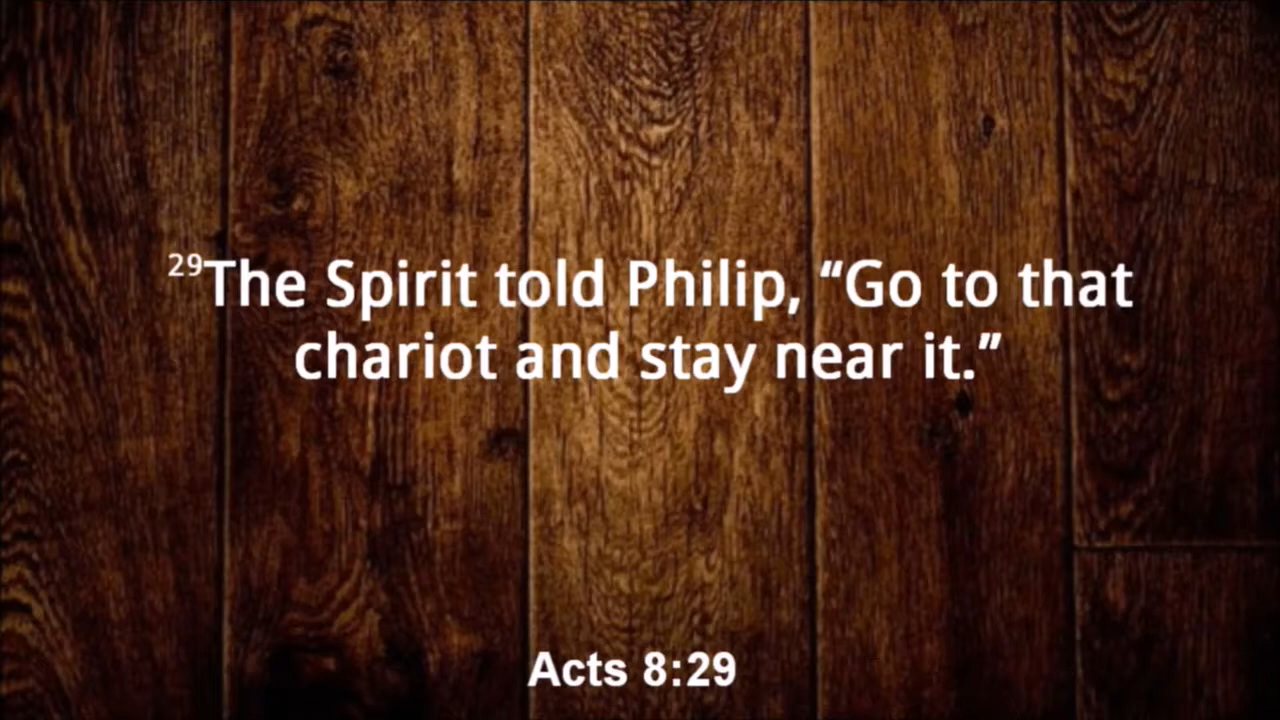 29The Spirit told Philip, “Go to that
chariot and stay near it.”
Acts 8:29